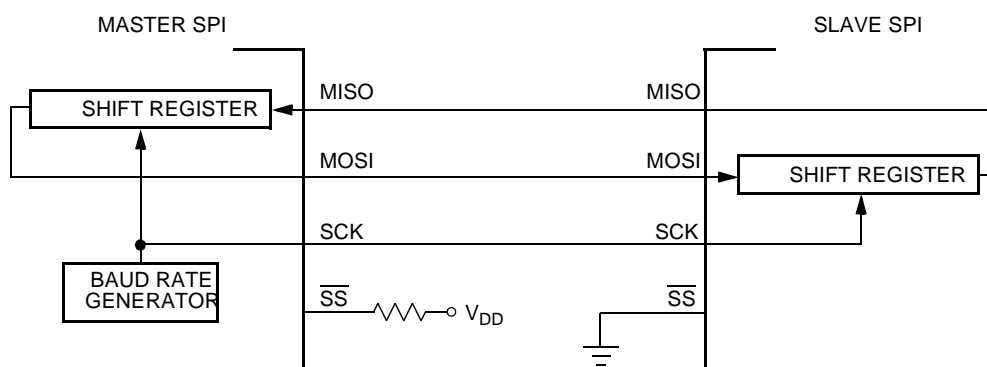 MASTER SPI
SLAVE SPI
SHIFT REGISTER
MISO
MISO
MOSI
MOSI
SHIFT REGISTER
SCK
SCK
BAUD RATE
GENERATOR
SS
VDD
SS